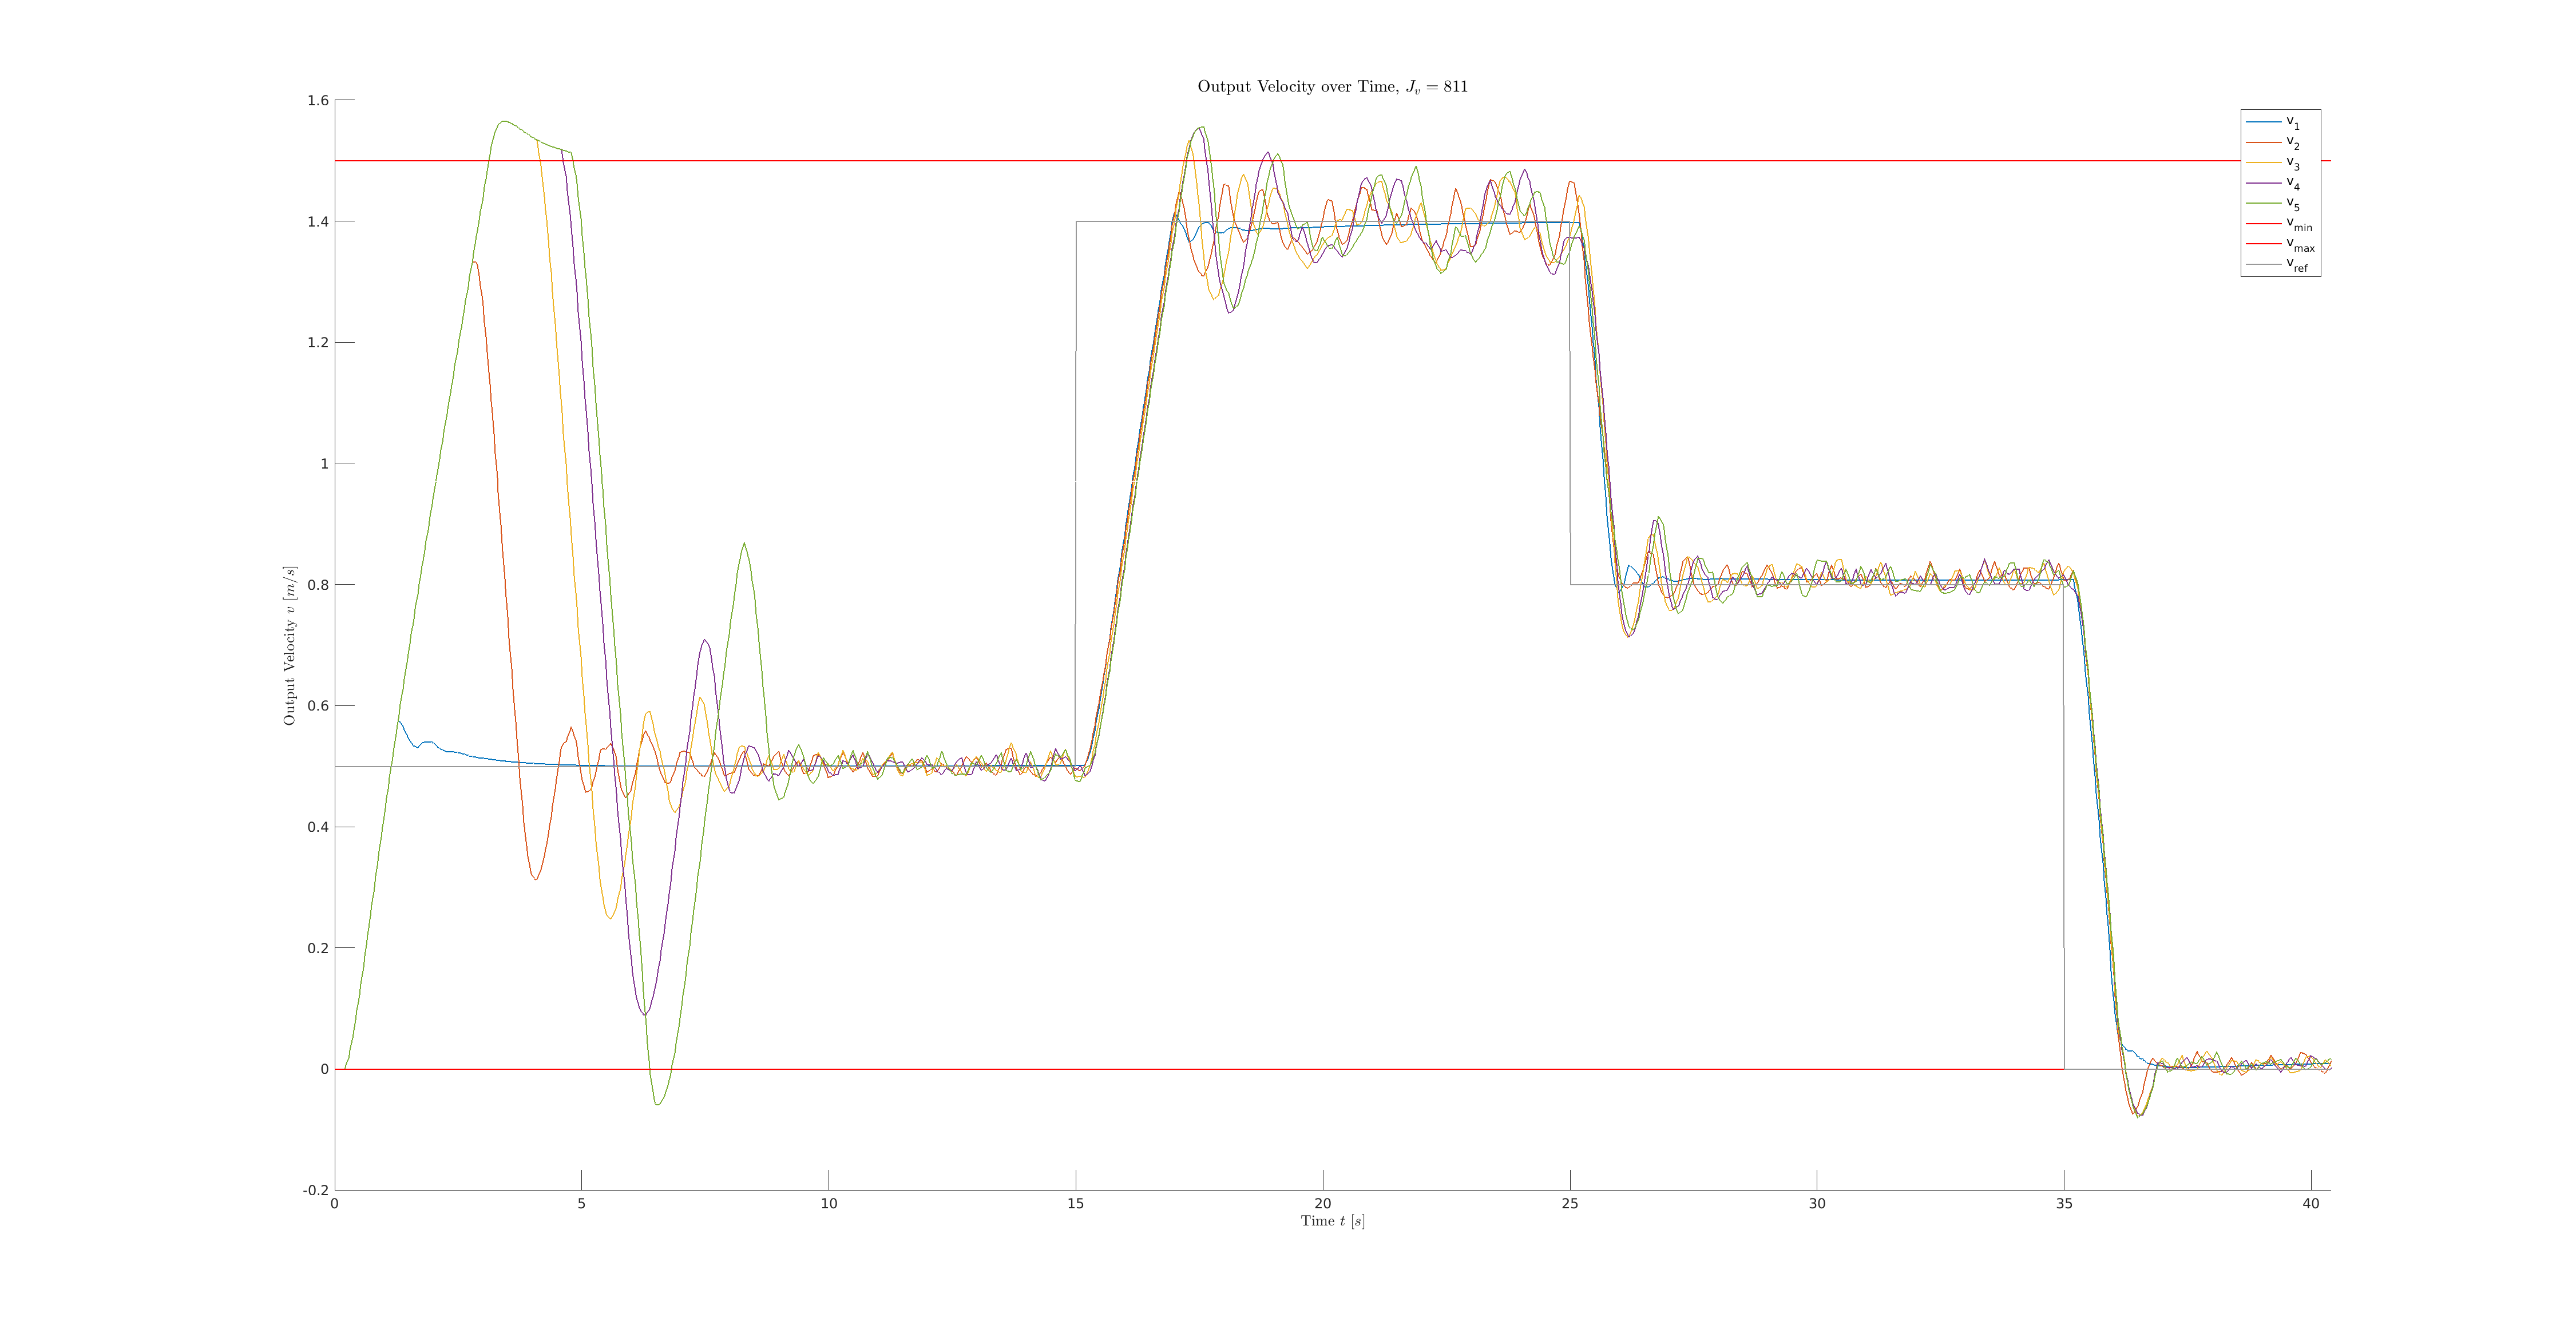 Output Velocity over Time, J_v = 811
1.6
1.4
1.2
1
0.8
0.6
0.4
0.2
0
-0.2
Output Velocity v [m/s]
0 5 10 15 20 25 30 35 40
Time t [s]
v_1
v_2
v_3
v_4
v_5
v_min
v_max
v_ref